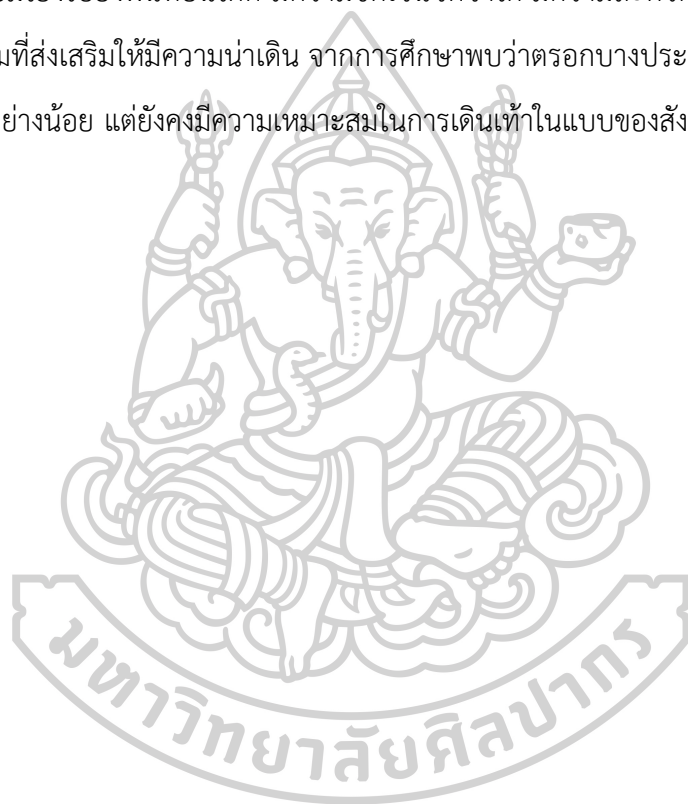 มที่ส่งเสริมให้มีความน่าเดิน จากการศึกษาพบว่าตรอกบางประ
ย่างน้อย แต่ยังคงมีความเหมาะสมในการเดินเท้าในแบบของสัง
มหาวิทยาลัยศิลปากร